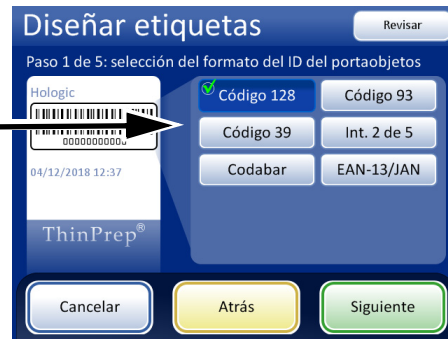 Diseñar etiquetas
Revisar
Paso 1 de 5: selección del formato del ID del portaobjetos
Hologic
0000000000
04/12/2018 12:37
ThinPrep®
Código 128
Código 93
Código 39
Int. 2 de 5
Codabar
EAN-13/JAN
Cancelar
Atrás
Siguiente